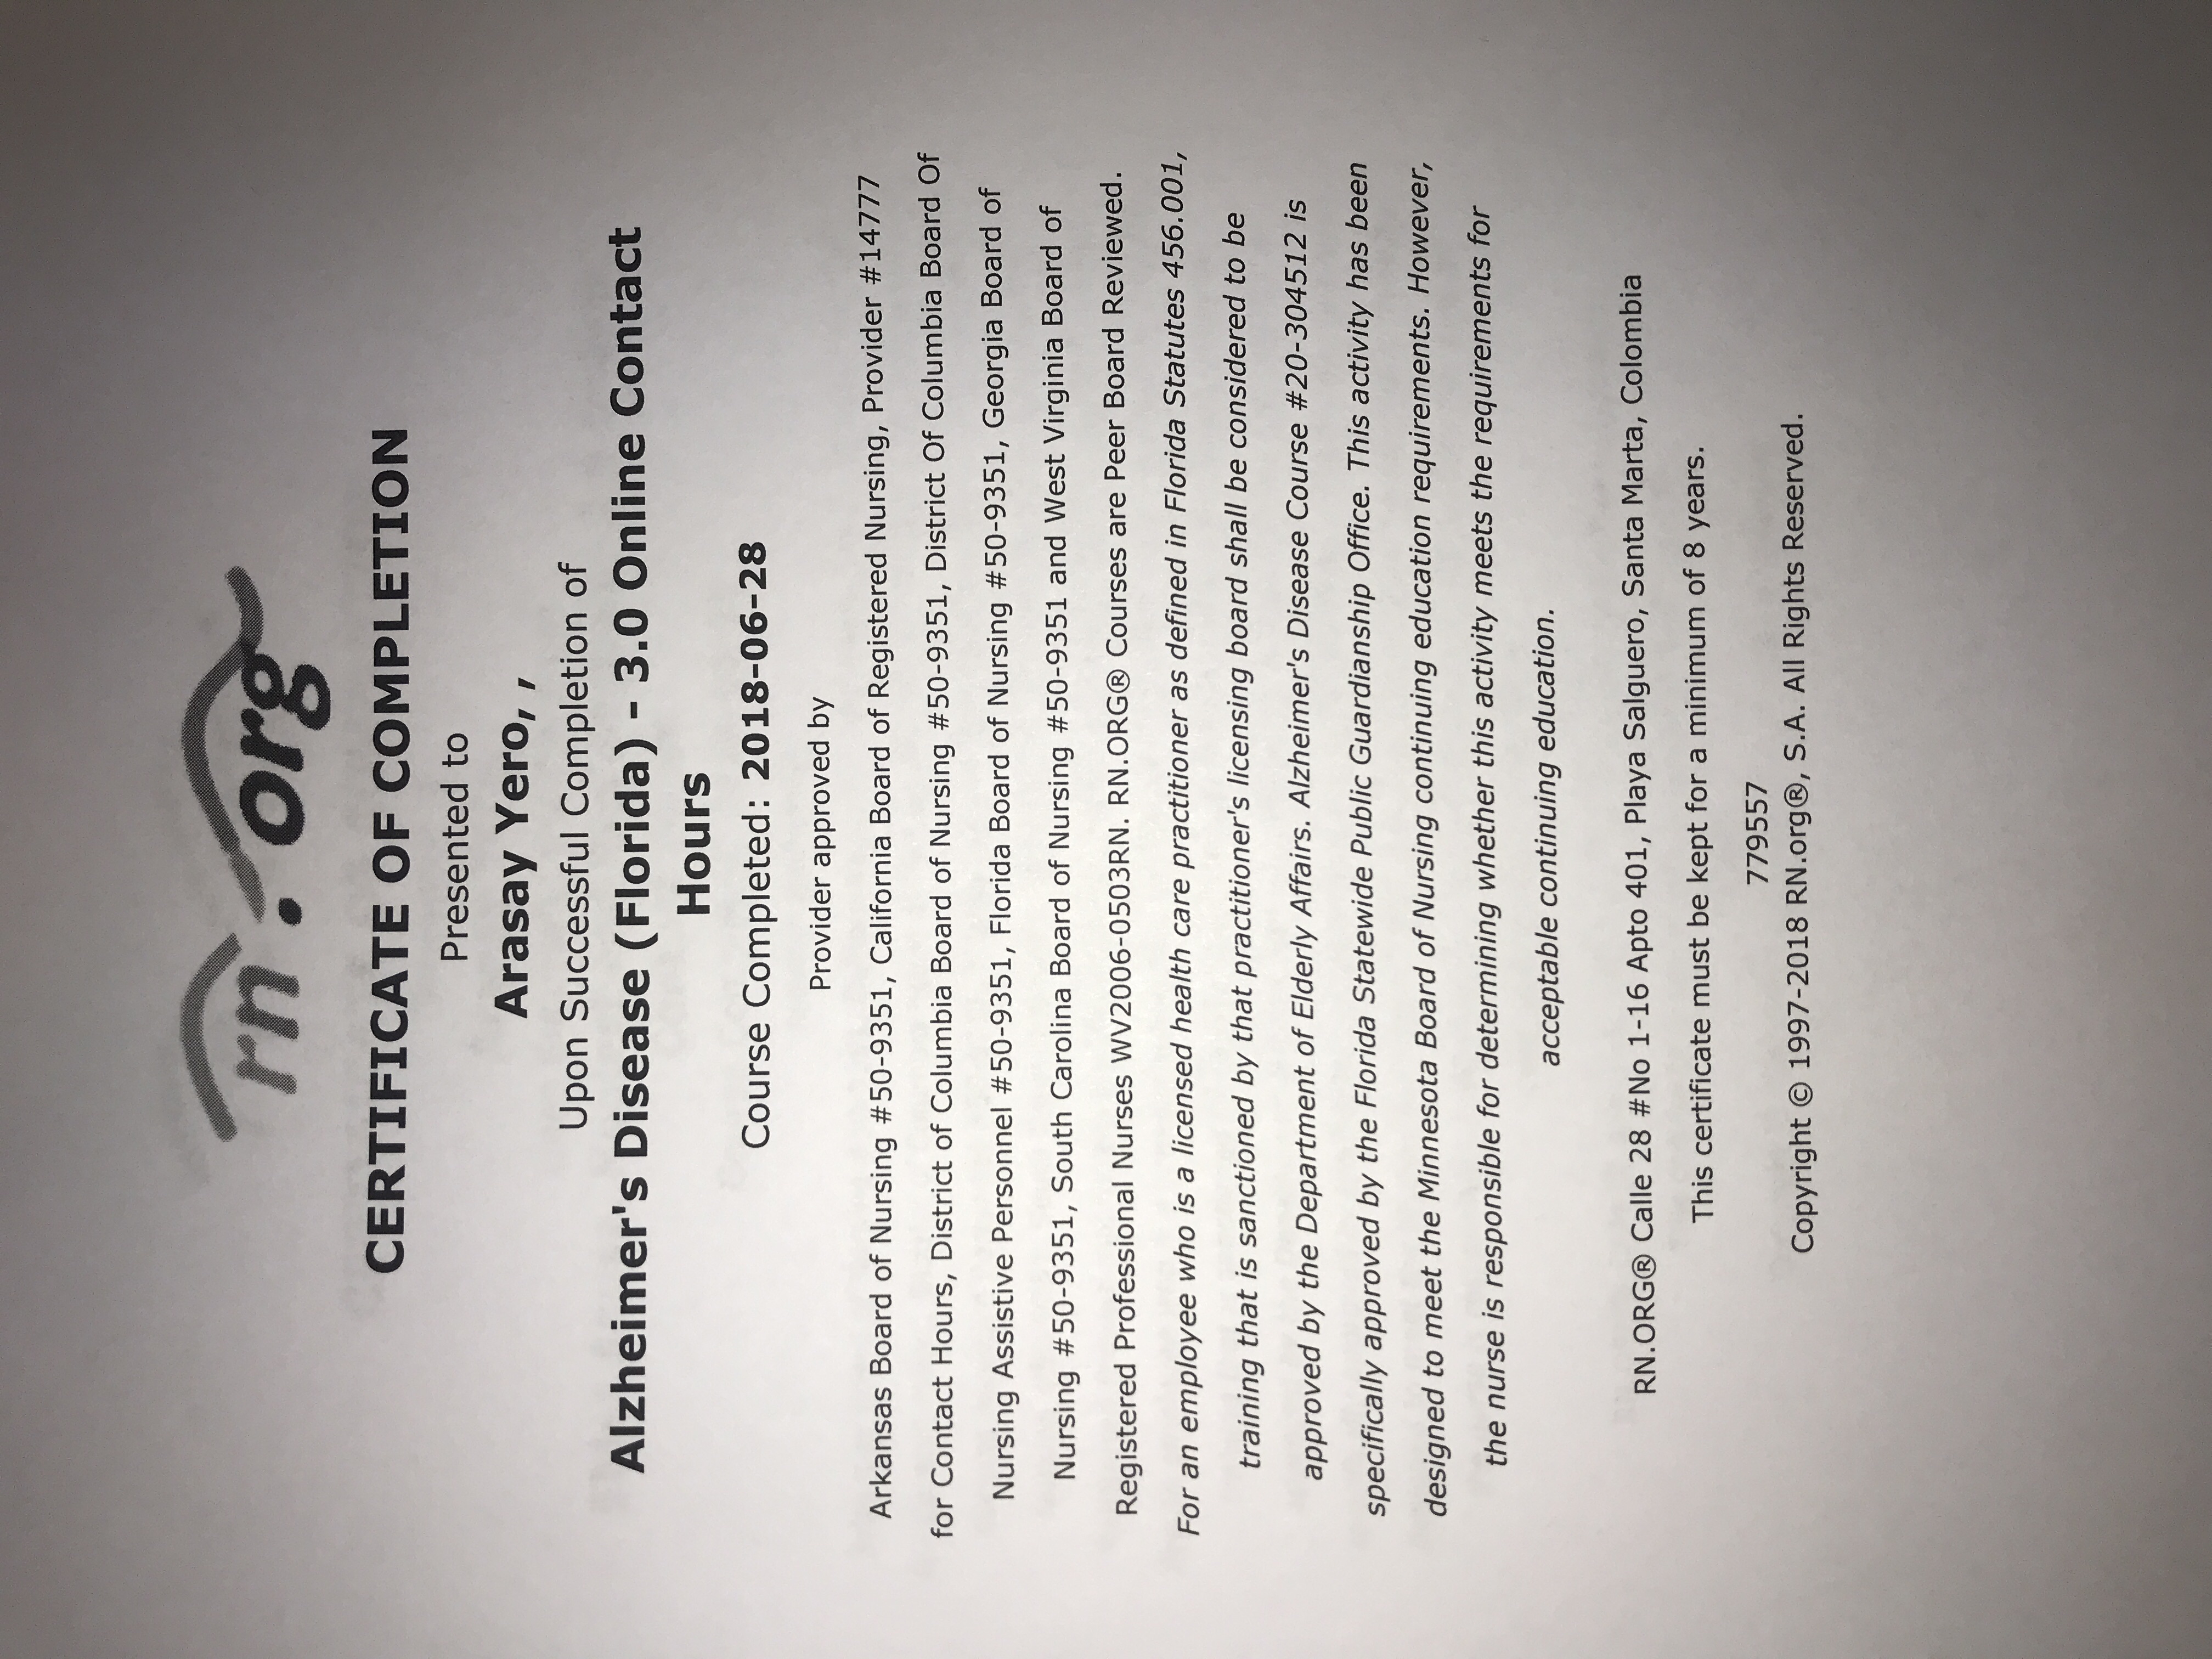 rn.org
CERTIFICATE OF COMPLETION
Presented to
Arasay Yero, ,
Upon Successful Completion of
Alzheimer's Disease (Florida) - 3.0 Online Contact
Hours
Course Completed: 2018-06-28
Provider approved by
Arkansas Board of Nursing #50-9351, California Board of Registered Nursing, Provider #14777
for Contact Hours, District of Columbia Board of Nursing #50-9351, District Of Columbia Board Of
Nursing Assistive Personnel #50-9351, Florida Board of Nursing #50-9351, Georgia Board of
Nursing #50-9351, South Carolina Board of Nursing #50-9351 and West Virginia Board of
Registered Professional Nurses WV2006-0503RN. RN.ORG® Courses are Peer Board Reviewed.
For an employee who is a licensed health care practitioner as defined in Florida Statutes 456.001,
training that is sanctioned by that practitioner's licensing board shall be considered to be
approved by the Department of Elderly Affairs. Alzheimer's Disease Course #20-304512 is
specifically approved by the Florida Statewide Public Guardianship Office. This activity has been
designed to meet the Minnesota Board of Nursing continuing education requirements. However,
the nurse is responsible for determining whether this activity meets the requirements for
acceptable continuing education.
RN.ORG® Calle 28 #No 1-16 Apto 401, Playa Salguero, Santa Marta, Colombia
This certificate must be kept for a minimum of 8 years.
779557
Copyright © 1997-2018 RN.org®, S.A. All Rights Reserved.